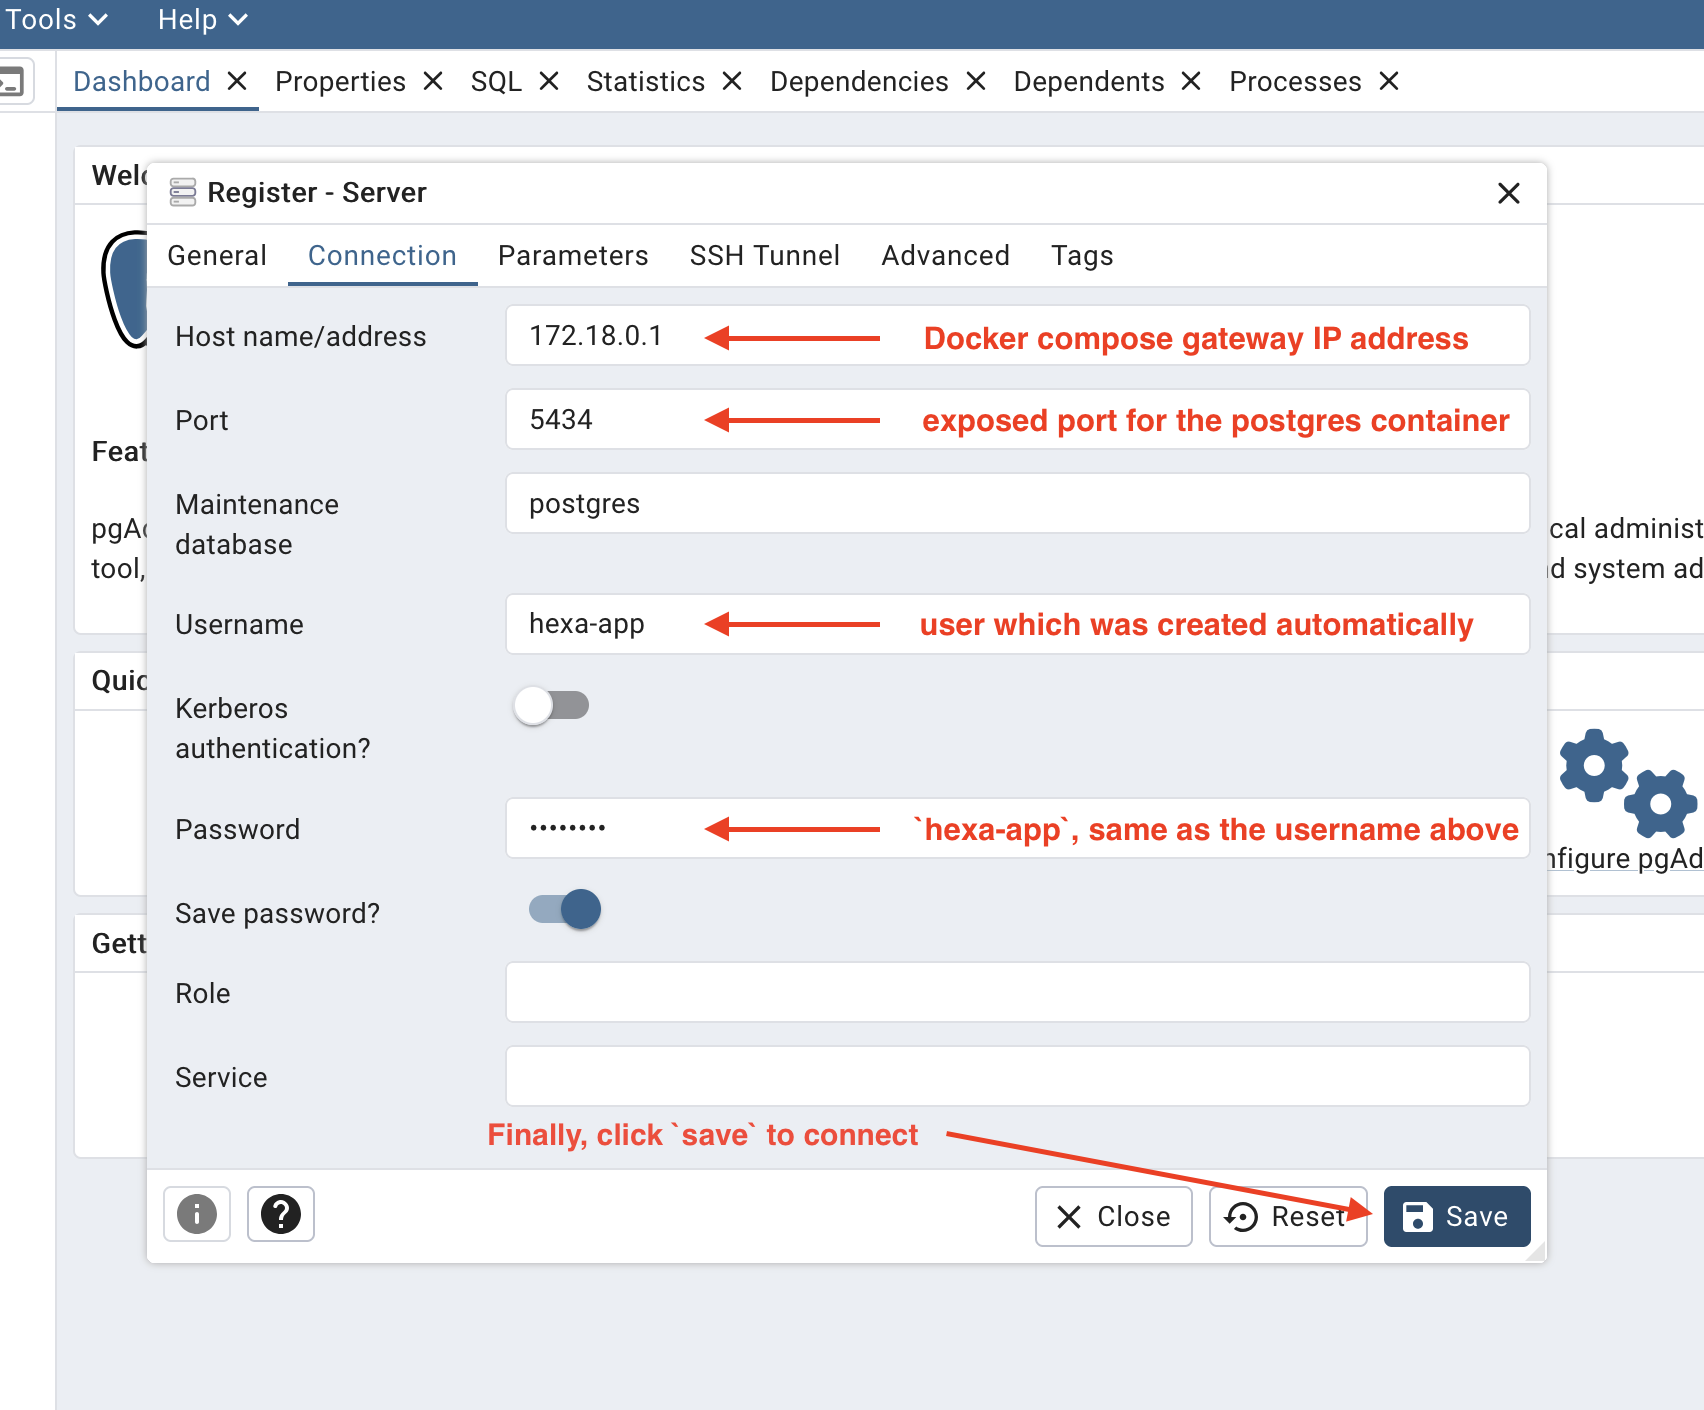 Tools Help
Dashboard Properties SQL Statistics Dependencies Dependents Processes
Welc
Register - Server
General Connection Parameters SSH Tunnel Advanced Tags
Host name/address 172.18.0.1 Docker compose gateway IP address
Port 5434 exposed port for the postgres container
Feat
Maintenance
database
postgres
pgAd
cal administ
tool,
nd system ad
Username hexa-app user which was created automatically
Quic
Kerberos
authentication?
Password •••••••• `hexa-app`, same as the username above
nfigure pgAd
Save password?
Gett
Role
Service
Finally, click `save` to connect
Close Reset Save